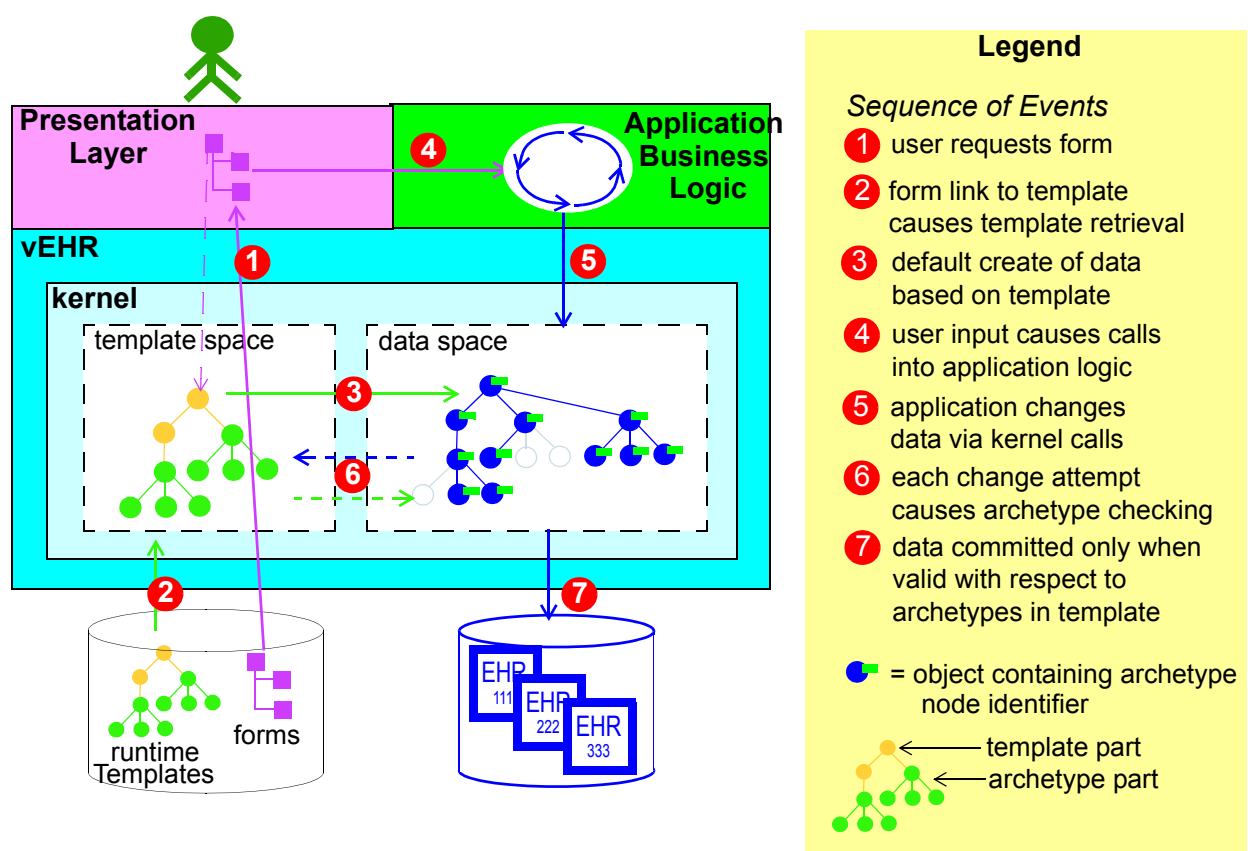 Presentation
Layer
Application
Business
Logic
4
vEHR
1
5
kernel
template space
data space
3
6
2
7
runtime
Templates
forms
EHR
111
EHR
222
EHR
333
Legend
Sequence of Events
1 user requests form
2 form link to template
causes template retrieval
3 default create of data
based on template
4 user input causes calls
into application logic
5 application changes
data via kernel calls
6 each change attempt
causes archetype checking
7 data committed only when
valid with respect to
archetypes in template
= object containing archetype
node identifier
template part
archetype part